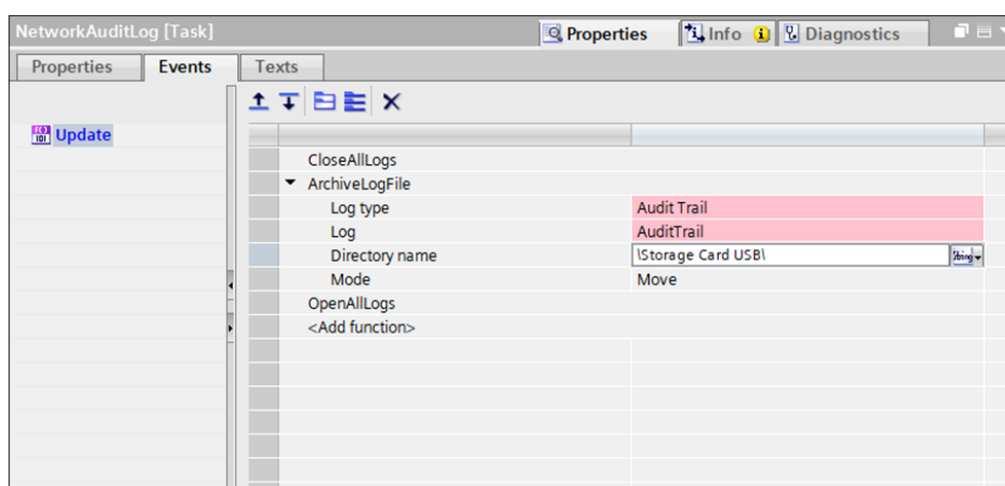 NetworkAuditLog [Task]
Properties Info Diagnostics
Properties Events Texts
Update
CloseAllLogs
ArchiveLogFile
Log type Audit Trail
Log AuditTrail
Directory name \Storage Card USB\ String
Mode Move
OpenAllLogs
<Add function>